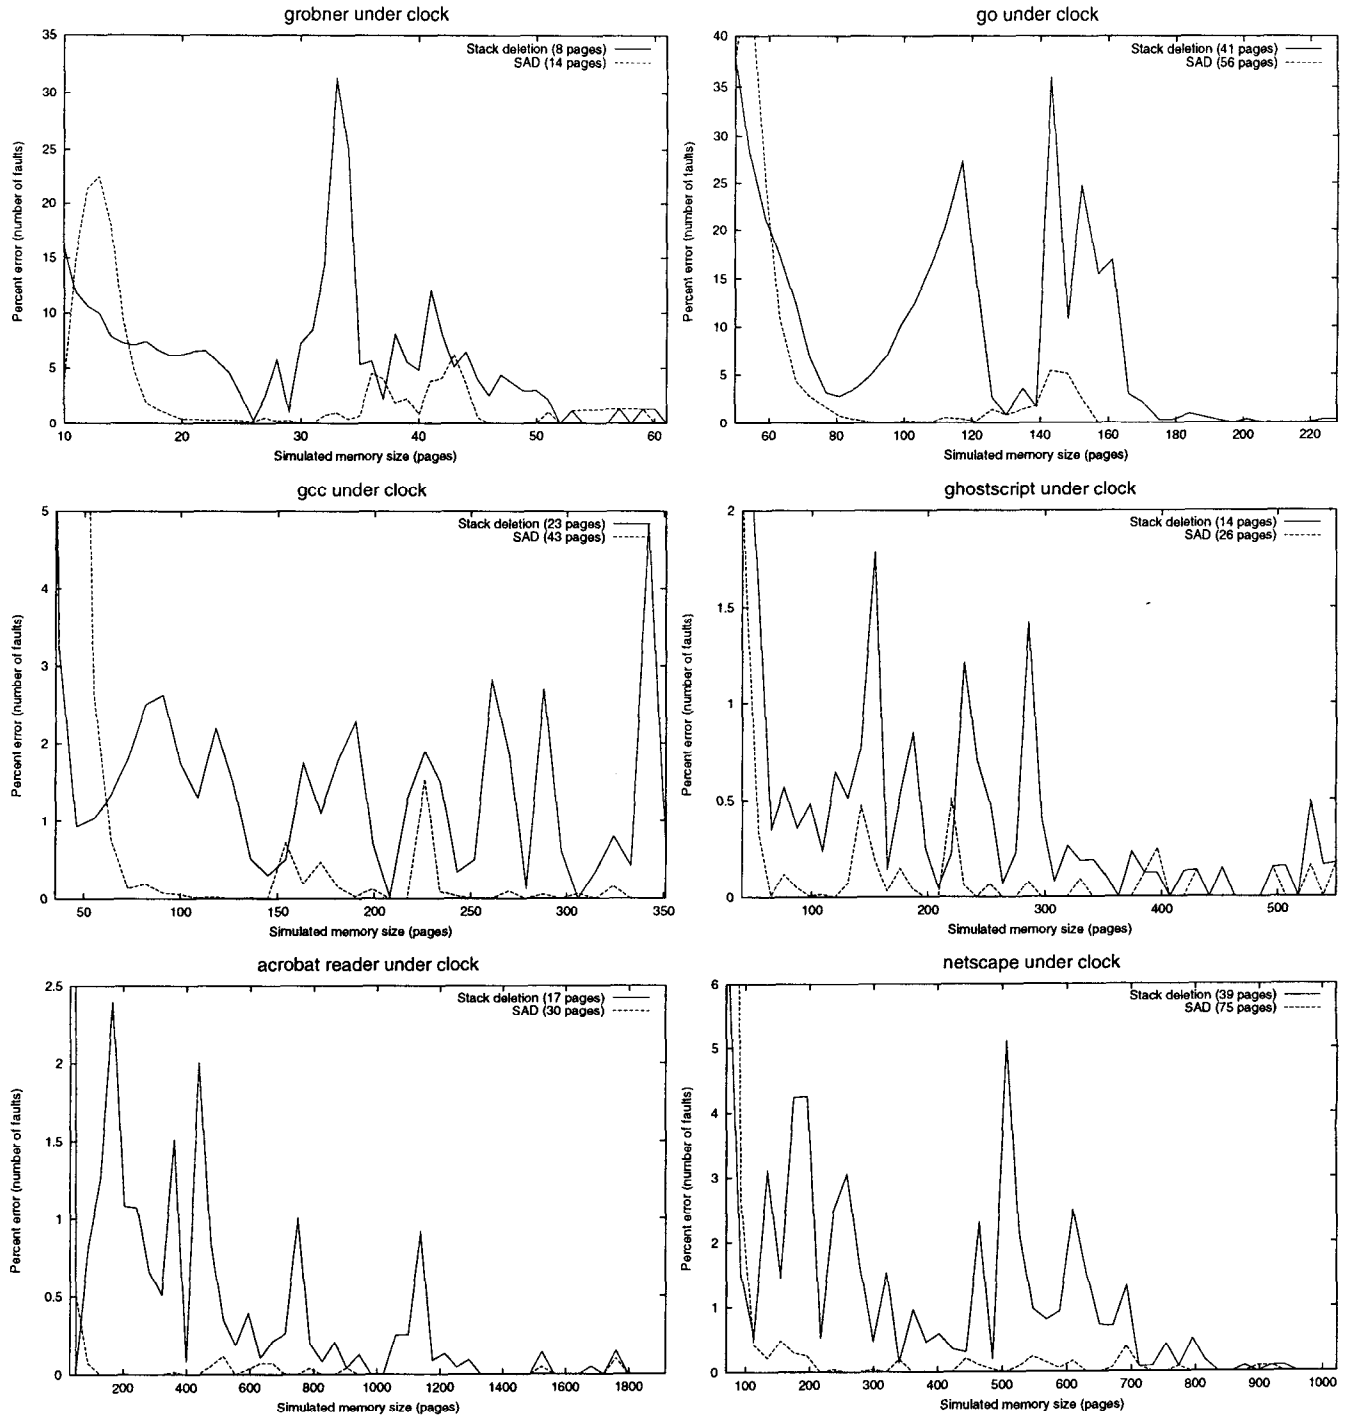 grobner under clock
35
30
25
20
15
10
5
0
Percent error (number of faults)
Stack deletion (8 pages)
SAD (14 pages)
10 20 30 40 50 60
Simulated memory size (pages)
go under clock
40
35
30
25
20
15
10
5
0
Percent error (number of faults)
Stack deletion (41 pages)
SAD (56 pages)
60 80 100 120 140 160 180 200 220
Simulated memory size (pages)
gcc under clock
5
4
3
2
1
0
Percent error (number of faults)
Stack deletion (23 pages)
SAD (43 pages)
50 100 150 200 250 300 350
Simulated memory size (pages)
ghostscript under clock
2
1.5
1
0.5
0
Percent error (number of faults)
Stack deletion (14 pages)
SAD (26 pages)
100 200 300 400 500
Simulated memory size (pages)
acrobat reader under clock
2.5
2
1.5
1
0.5
0
Percent error (number of faults)
Stack deletion (17 pages)
SAD (30 pages)
200 400 600 800 1000 1200 1400 1600 1800
Simulated memory size (pages)
netscape under clock
6
5
4
3
2
1
0
Percent error (number of faults)
Stack deletion (39 pages)
SAD (75 pages)
100 200 300 400 500 600 700 800 900 1000
Simulated memory size (pages)